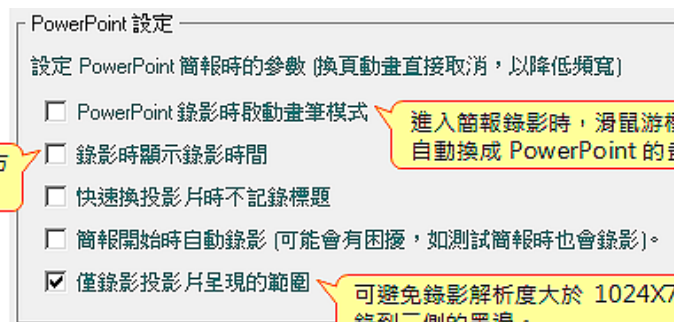 PowerPoint 設定
設定 PowerPoint 簡報時的參數 (換頁動畫直接取消，以降低頻寬)
PowerPoint 錄影時啟動畫筆模式
進入簡報錄影時，滑鼠游標
自動換成 PowerPoint 的畫
錄影時顯示錄影時間
快速換投影片時不記錄標題
簡報開始時自動錄影 (可能會有困擾，如測試簡報時也會錄影)。
僅錄影投影片呈現的範圍
可避免錄影解析度大於 1024X7